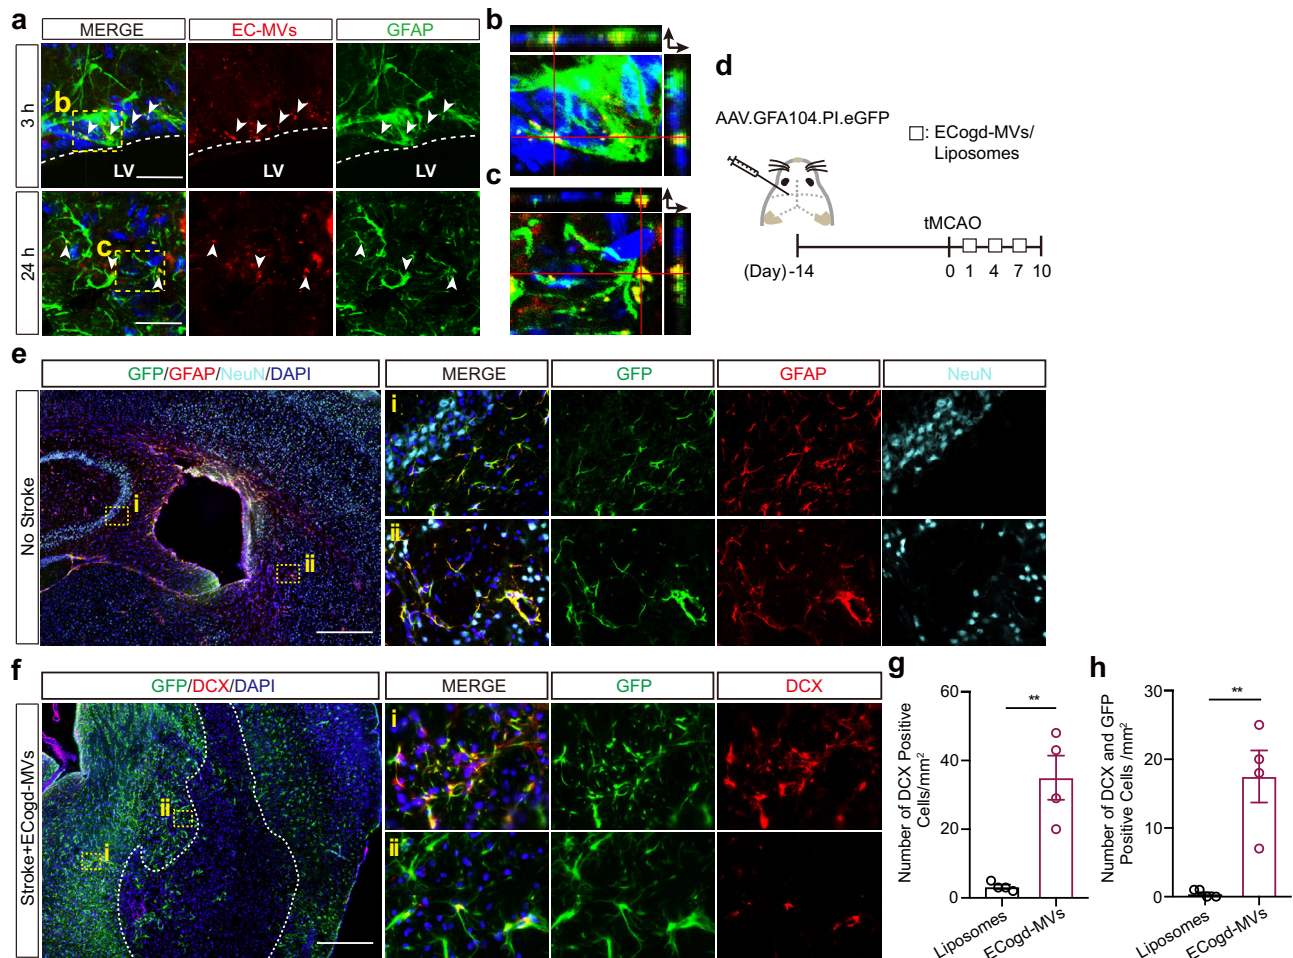 a
MERGE
EC-MVs
GFAP
3 h
b
LV
LV
LV
24 h
c
b
c
d
AAV.GFA104.PI.eGFP
□: ECogd-MVs/
Liposomes
tMCAO
(Day) -14
0
1
4
7
10
e
GFP/GFAP/NeuN/DAPI
MERGE
GFP
GFAP
NeuN
No Stroke
i
ii
i
ii
f
GFP/DCX/DAPI
MERGE
GFP
DCX
Stroke+ECogd-MVs
ii
i
i
ii
g
Number of DCX Positive
Cells/mm²
60
40
20
0
**
Liposomes
ECogd-MVs
h
Number of DCX and GFP
Positive Cells /mm²
30
20
10
0
**
Liposomes
ECogd-MVs